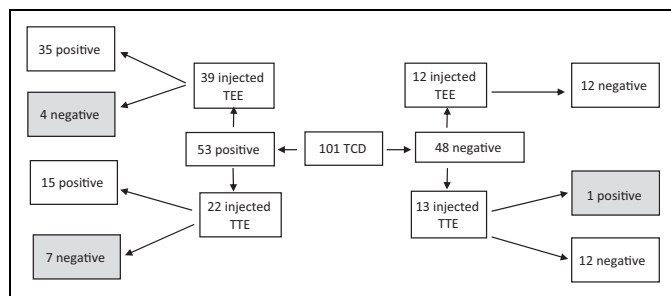 35 positive
39 injected
TEE
4 negative
12 injected
TEE
12 negative
53 positive
101 TCD
48 negative
15 positive
22 injected
TTE
7 negative
13 injected
TTE
1 positive
12 negative